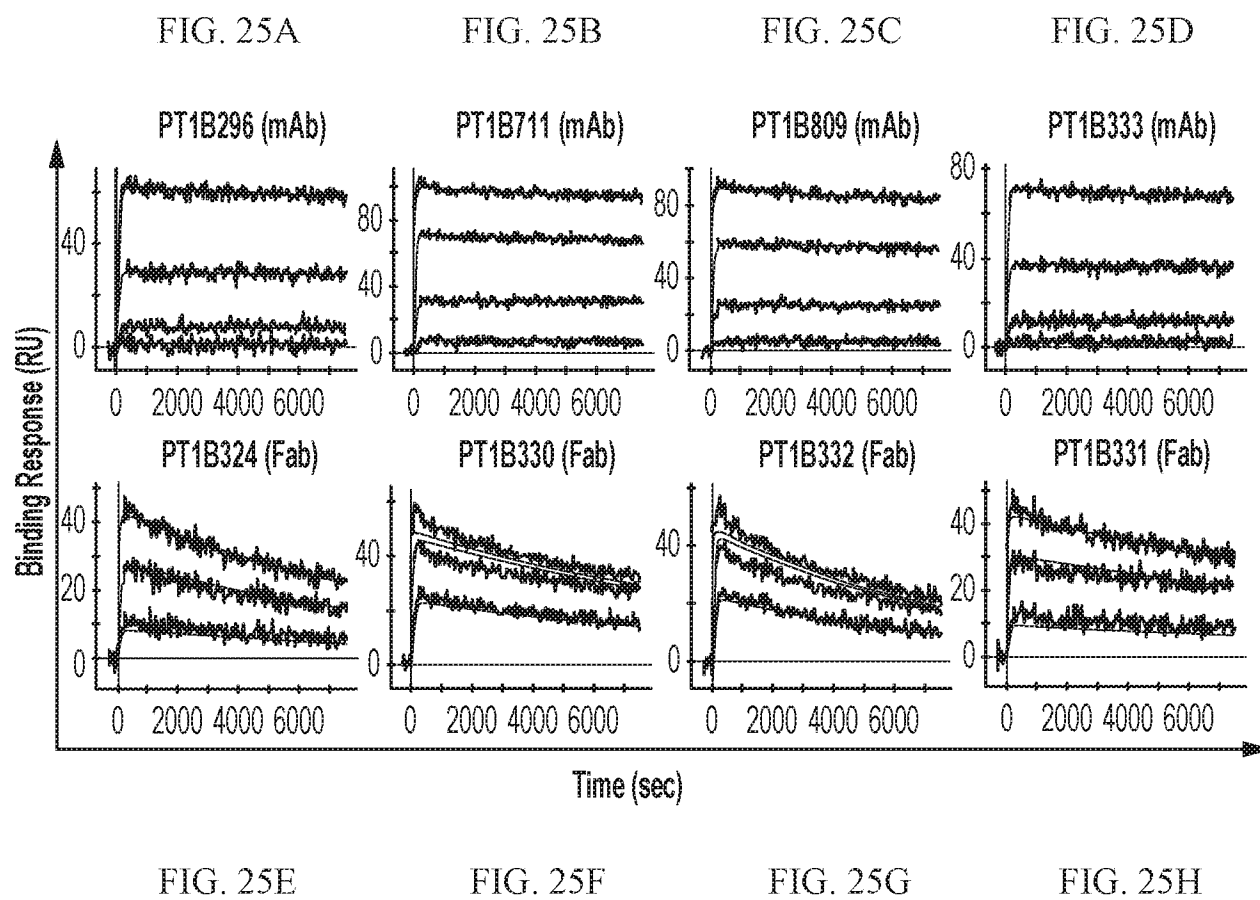 FIG. 25A FIG. 25B FIG. 25C FIG. 25D
PT1B296 (mAb) PT1B711 (mAb) PT1B809 (mAb) PT1B333 (mAb)
40
0
80
40
0
80
40
0
80
40
0
0 2000 4000 6000 0 2000 4000 6000 0 2000 4000 6000 0 2000 4000 6000
PT1B324 (Fab) PT1B330 (Fab) PT1B332 (Fab) PT1B331 (Fab)
40
20
0
40
0
40
0
40
20
0
0 2000 4000 6000 0 2000 4000 6000 0 2000 4000 6000 0 2000 4000 6000
Binding Response (RU)
Time (sec)
FIG. 25E FIG. 25F FIG. 25G FIG. 25H